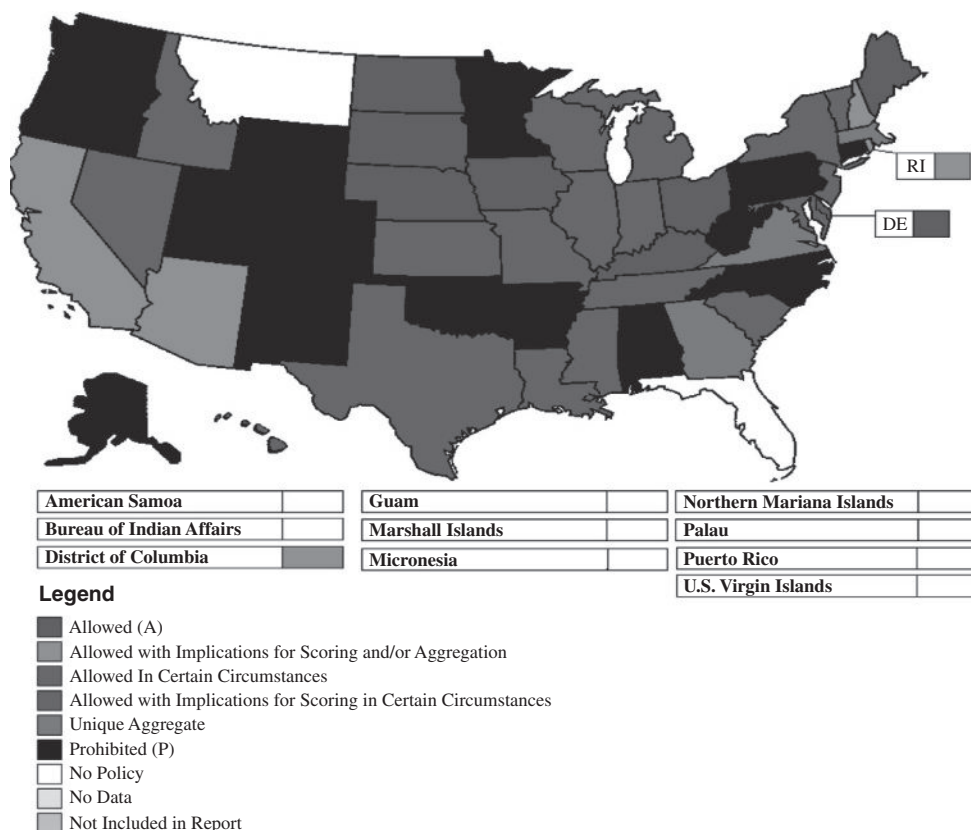 RI
DE
American Samoa
Guam
Northern Mariana Islands
Bureau of Indian Affairs
Marshall Islands
Palau
District of Columbia
Micronesia
Puerto Rico
U.S. Virgin Islands
Legend
Allowed (A)
Allowed with Implications for Scoring and/or Aggregation
Allowed In Certain Circumstances
Allowed with Implications for Scoring in Certain Circumstances
Unique Aggregate
Prohibited (P)
No Policy
No Data
Not Included in Report